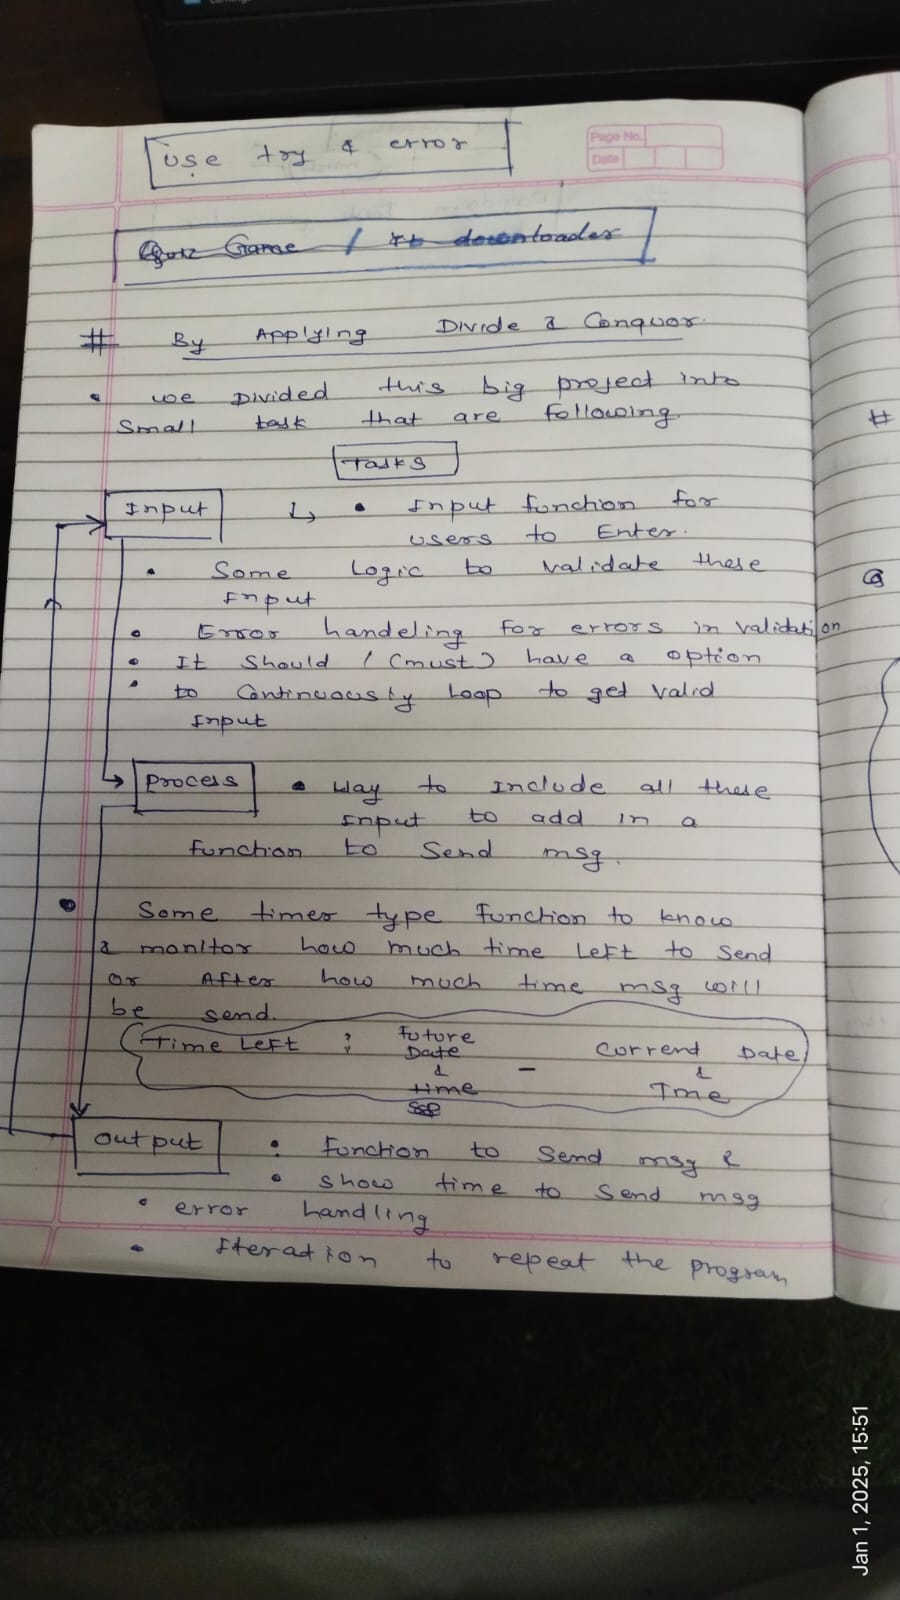 Use try & error
Page No.
Date
Quiz Game / Yt downloader
# By Applying Divide & Conquor
• we Divided this big project into
Small task that are following.
Tasks
Input ↳ • Input function for
users to Enter.
• Some Logic to validate these
Input
#
• Error handeling for errors in validation
• It Should / (must) have a option
• to Continuously Loop to get valid
Input
Process • Way to include all these
Input to add in a
function to Send msg.
• Some timer type function to know
& monitor how much time Left to Send
or After how much time msg will
be send.
Time Left : future Date & time - Corrend Date & Tme
Output : function to Send msg &
• show time to Send msg
• error handling
• Iteration to repeat the program
Jan 1, 2025, 15:51